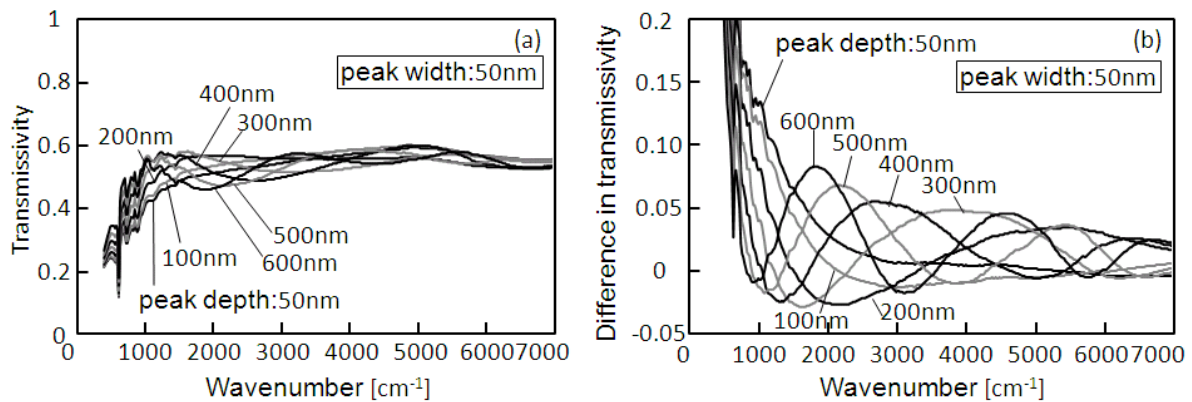 (a)
peak width:50nm
Transmissivity
1
0.8
0.6
0.4
0.2
0
400nm
300nm
200nm
100nm
500nm
600nm
peak depth:50nm
0 1000 2000 3000 4000 5000 60007000
Wavenumber [cm-1]
(b)
peak depth:50nm
peak width:50nm
Difference in transmissivity
0.2
0.15
0.10
0.05
0
-0.05
600nm
500nm
400nm
300nm
100nm
200nm
0 1000 2000 3000 4000 5000 6000 7000
Wavenumber [cm-1]